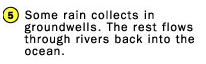 5 Some rain collects in
groundwells. The rest flows
through rivers back into the
ocean.